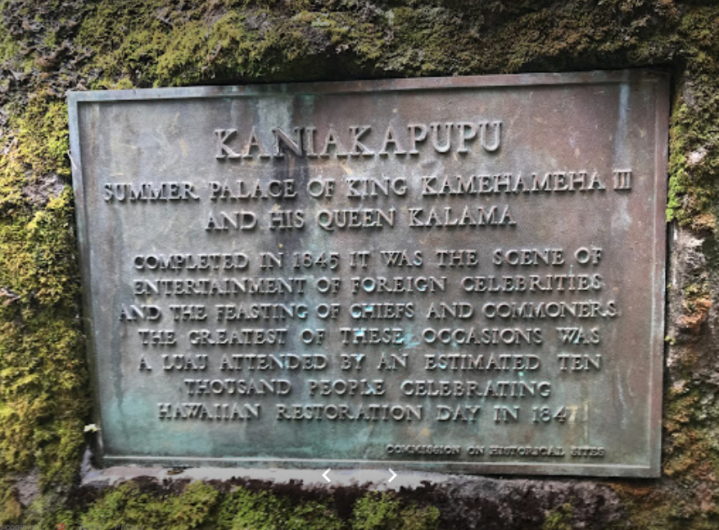 KANIAKAPUPU
SUMMER PALACE OF KING KAMEHAMEHA III
AND HIS QUEEN KALAMA
COMPLETED IN 1845 IT WAS THE SCENE OF
ENTERTAINMENT OF FOREIGN CELEBRITIES
AND THE FEASTING OF CHIEFS AND COMMONERS.
THE GREATEST OF THESE OCCASIONS WAS
A LUAU ATTENDED BY AN ESTIMATED TEN
THOUSAND PEOPLE CELEBRATING
HAWAIIAN RESTORATION DAY IN 1847
COMMISSION ON HISTORICAL SITES